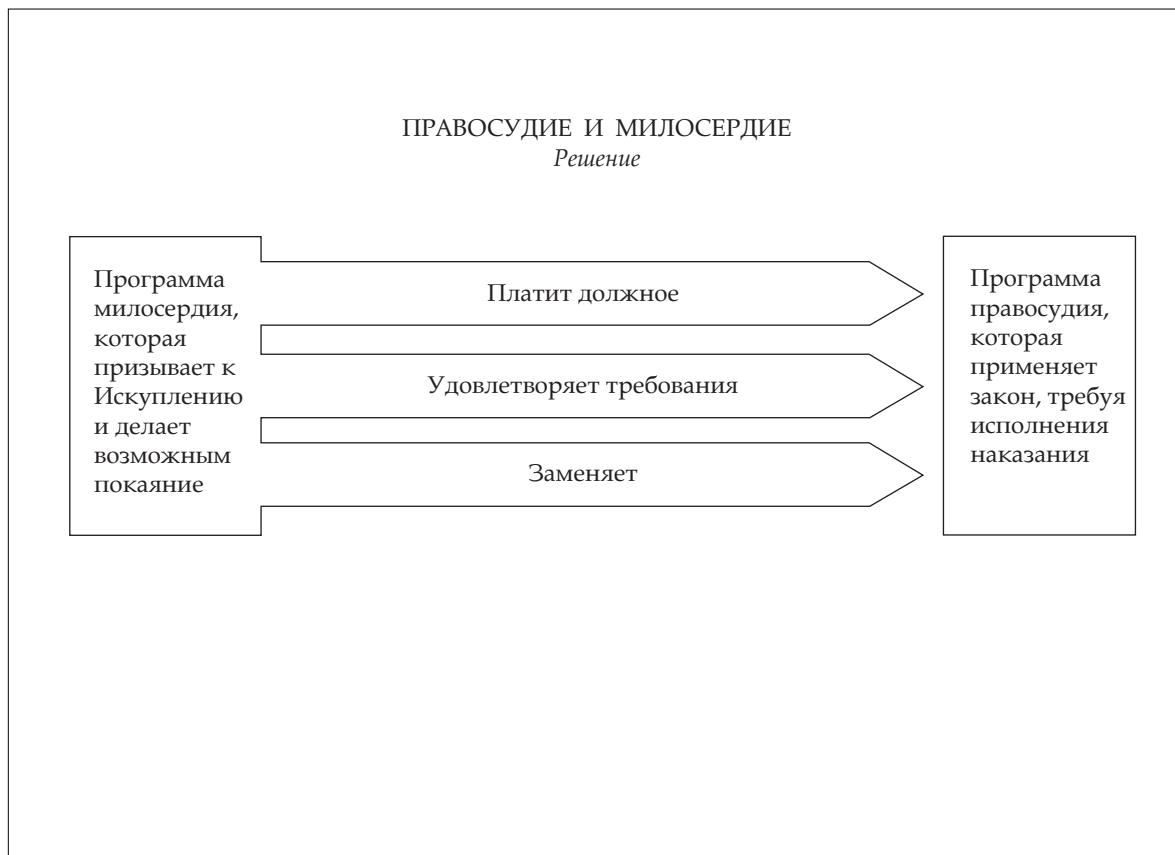 ПРАВОСУДИЕ И МИЛОСЕРДИЕ
Решение
Программа
милосердия,
которая
призывает к
Искуплению
и делает
возможным
покаяние
Платит должное
Удовлетворяет требования
Заменяет
Программа
правосудия,
которая
применяет
закон, требуя
исполнения
наказания